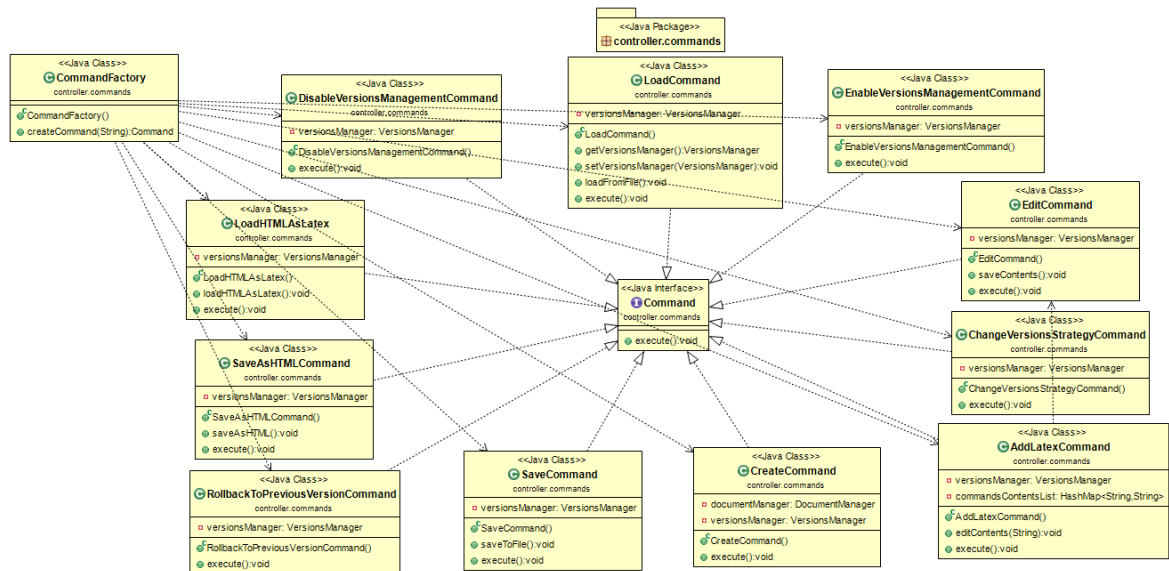 <<Java Package>>
controller.commands
<<Java Class>>
CommandFactory
controller.commands
CommandFactory()
createCommand(String):Command
<<Java Class>>
DisableVersionsManagementCommand
controller.commands
versionsManager: VersionsManager
DisableVersionsManagementCommand()
execute():void
<<Java Class>>
LoadCommand
controller.commands
versionsManager: VersionsManager
LoadCommand()
getVersionsManager():VersionsManager
setVersionsManager(VersionsManager):void
loadFromFile():void
execute():void
<<Java Class>>
EnableVersionsManagementCommand
controller.commands
versionsManager: VersionsManager
EnableVersionsManagementCommand()
execute():void
<<Java Class>>
LoadHTMLAsLatex
controller.commands
versionsManager: VersionsManager
LoadHTMLAsLatex()
loadHTMLAsLatex():void
execute():void
<<Java Class>>
EditCommand
controller.commands
versionsManager: VersionsManager
EditCommand()
saveContents():void
execute():void
<<Java Interface>>
Command
controller.commands
execute():void
<<Java Class>>
ChangeVersionsStrategyCommand
controller.commands
versionsManager: VersionsManager
ChangeVersionsStrategyCommand()
execute():void
<<Java Class>>
SaveAsHTMLCommand
controller.commands
versionsManager: VersionsManager
SaveAsHTMLCommand()
saveAsHTML():void
execute():void
<<Java Class>>
RollbackToPreviousVersionCommand
controller.commands
versionsManager: VersionsManager
RollbackToPreviousVersionCommand()
execute():void
<<Java Class>>
SaveCommand
controller.commands
versionsManager: VersionsManager
SaveCommand()
saveToFile():void
execute():void
<<Java Class>>
CreateCommand
controller.commands
documentManager: DocumentManager
versionsManager: VersionsManager
CreateCommand()
execute():void
<<Java Class>>
AddLatexCommand
controller.commands
versionsManager: VersionsManager
commandsContentsList: HashMap<String,String>
AddLatexCommand()
editContents(String):void
execute():void